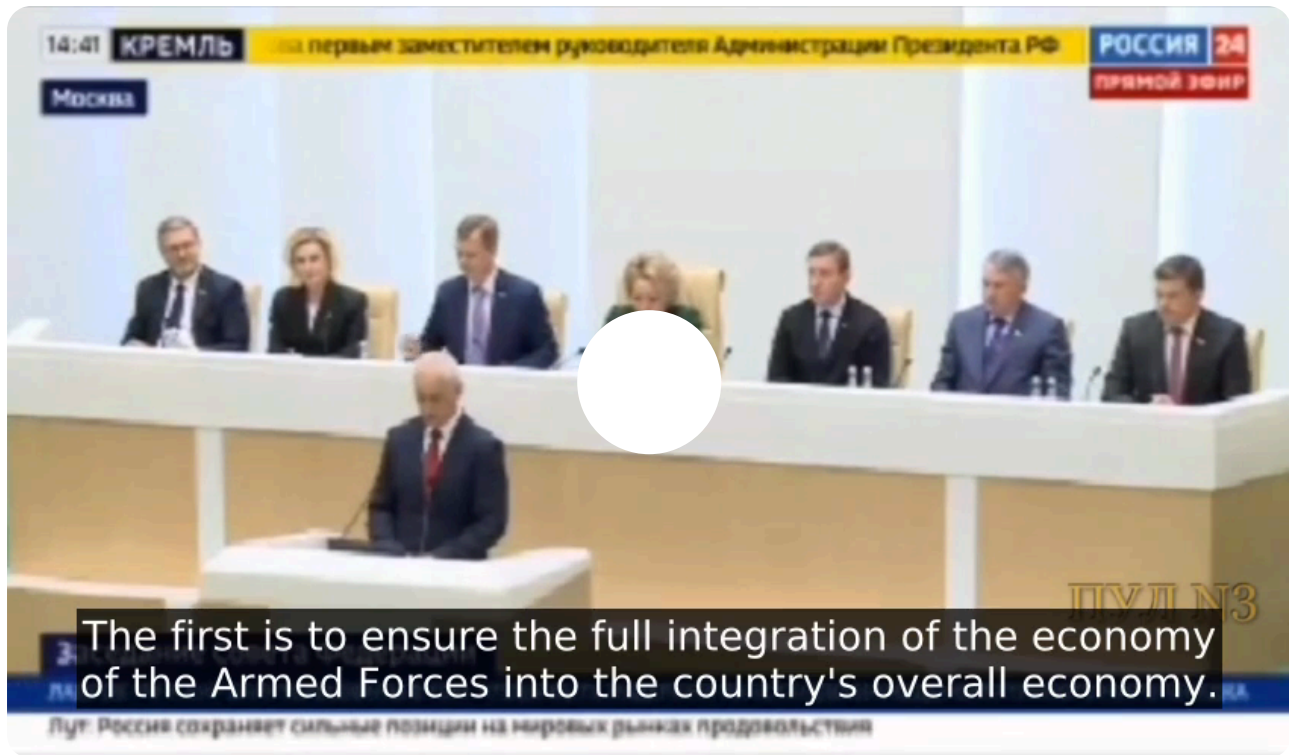 14:41 КРЕМЛЬ первым заместителем руководителя Администрации Президента РФ
РОССИЯ 24
ПРЯМОЙ ЭФИР
Москва
ПУЛ N3
The first is to ensure the full integration of the economy
of the Armed Forces into the country's overall economy.
Лут: Россия сохраняет сильные позиции на мировых рынках продовольствия